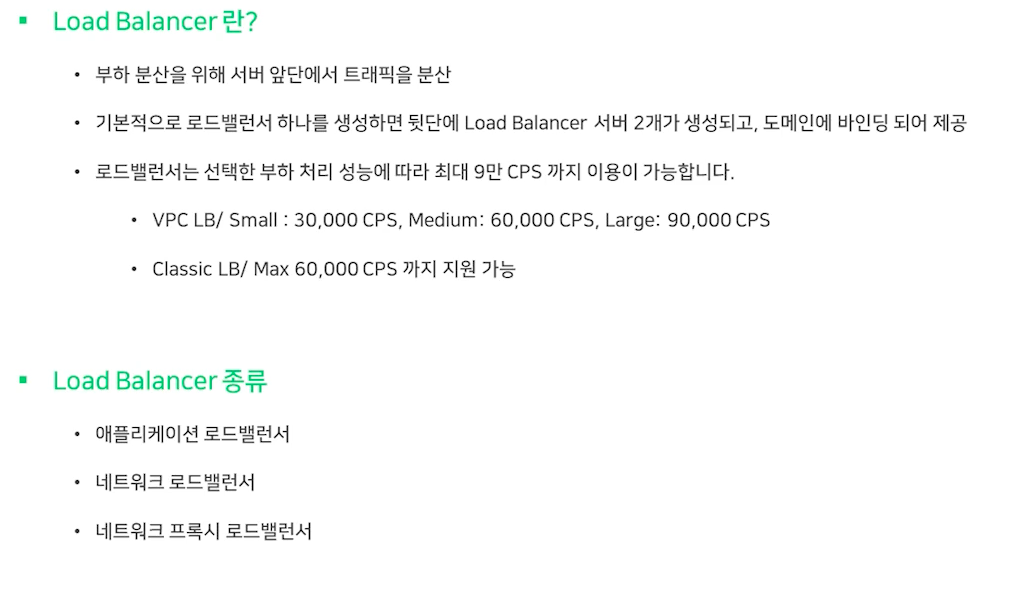 ▪ Load Balancer 란?
• 부하 분산을 위해 서버 앞단에서 트래픽을 분산
• 기본적으로 로드밸런서 하나를 생성하면 뒷단에 Load Balancer 서버 2개가 생성되고, 도메인에 바인딩 되어 제공
• 로드밸런서는 선택한 부하 처리 성능에 따라 최대 9만 CPS 까지 이용이 가능합니다.
• VPC LB/ Small : 30,000 CPS, Medium: 60,000 CPS, Large: 90,000 CPS
• Classic LB/ Max 60,000 CPS 까지 지원 가능
▪ Load Balancer 종류
• 애플리케이션 로드밸런서
• 네트워크 로드밸런서
• 네트워크 프록시 로드밸런서